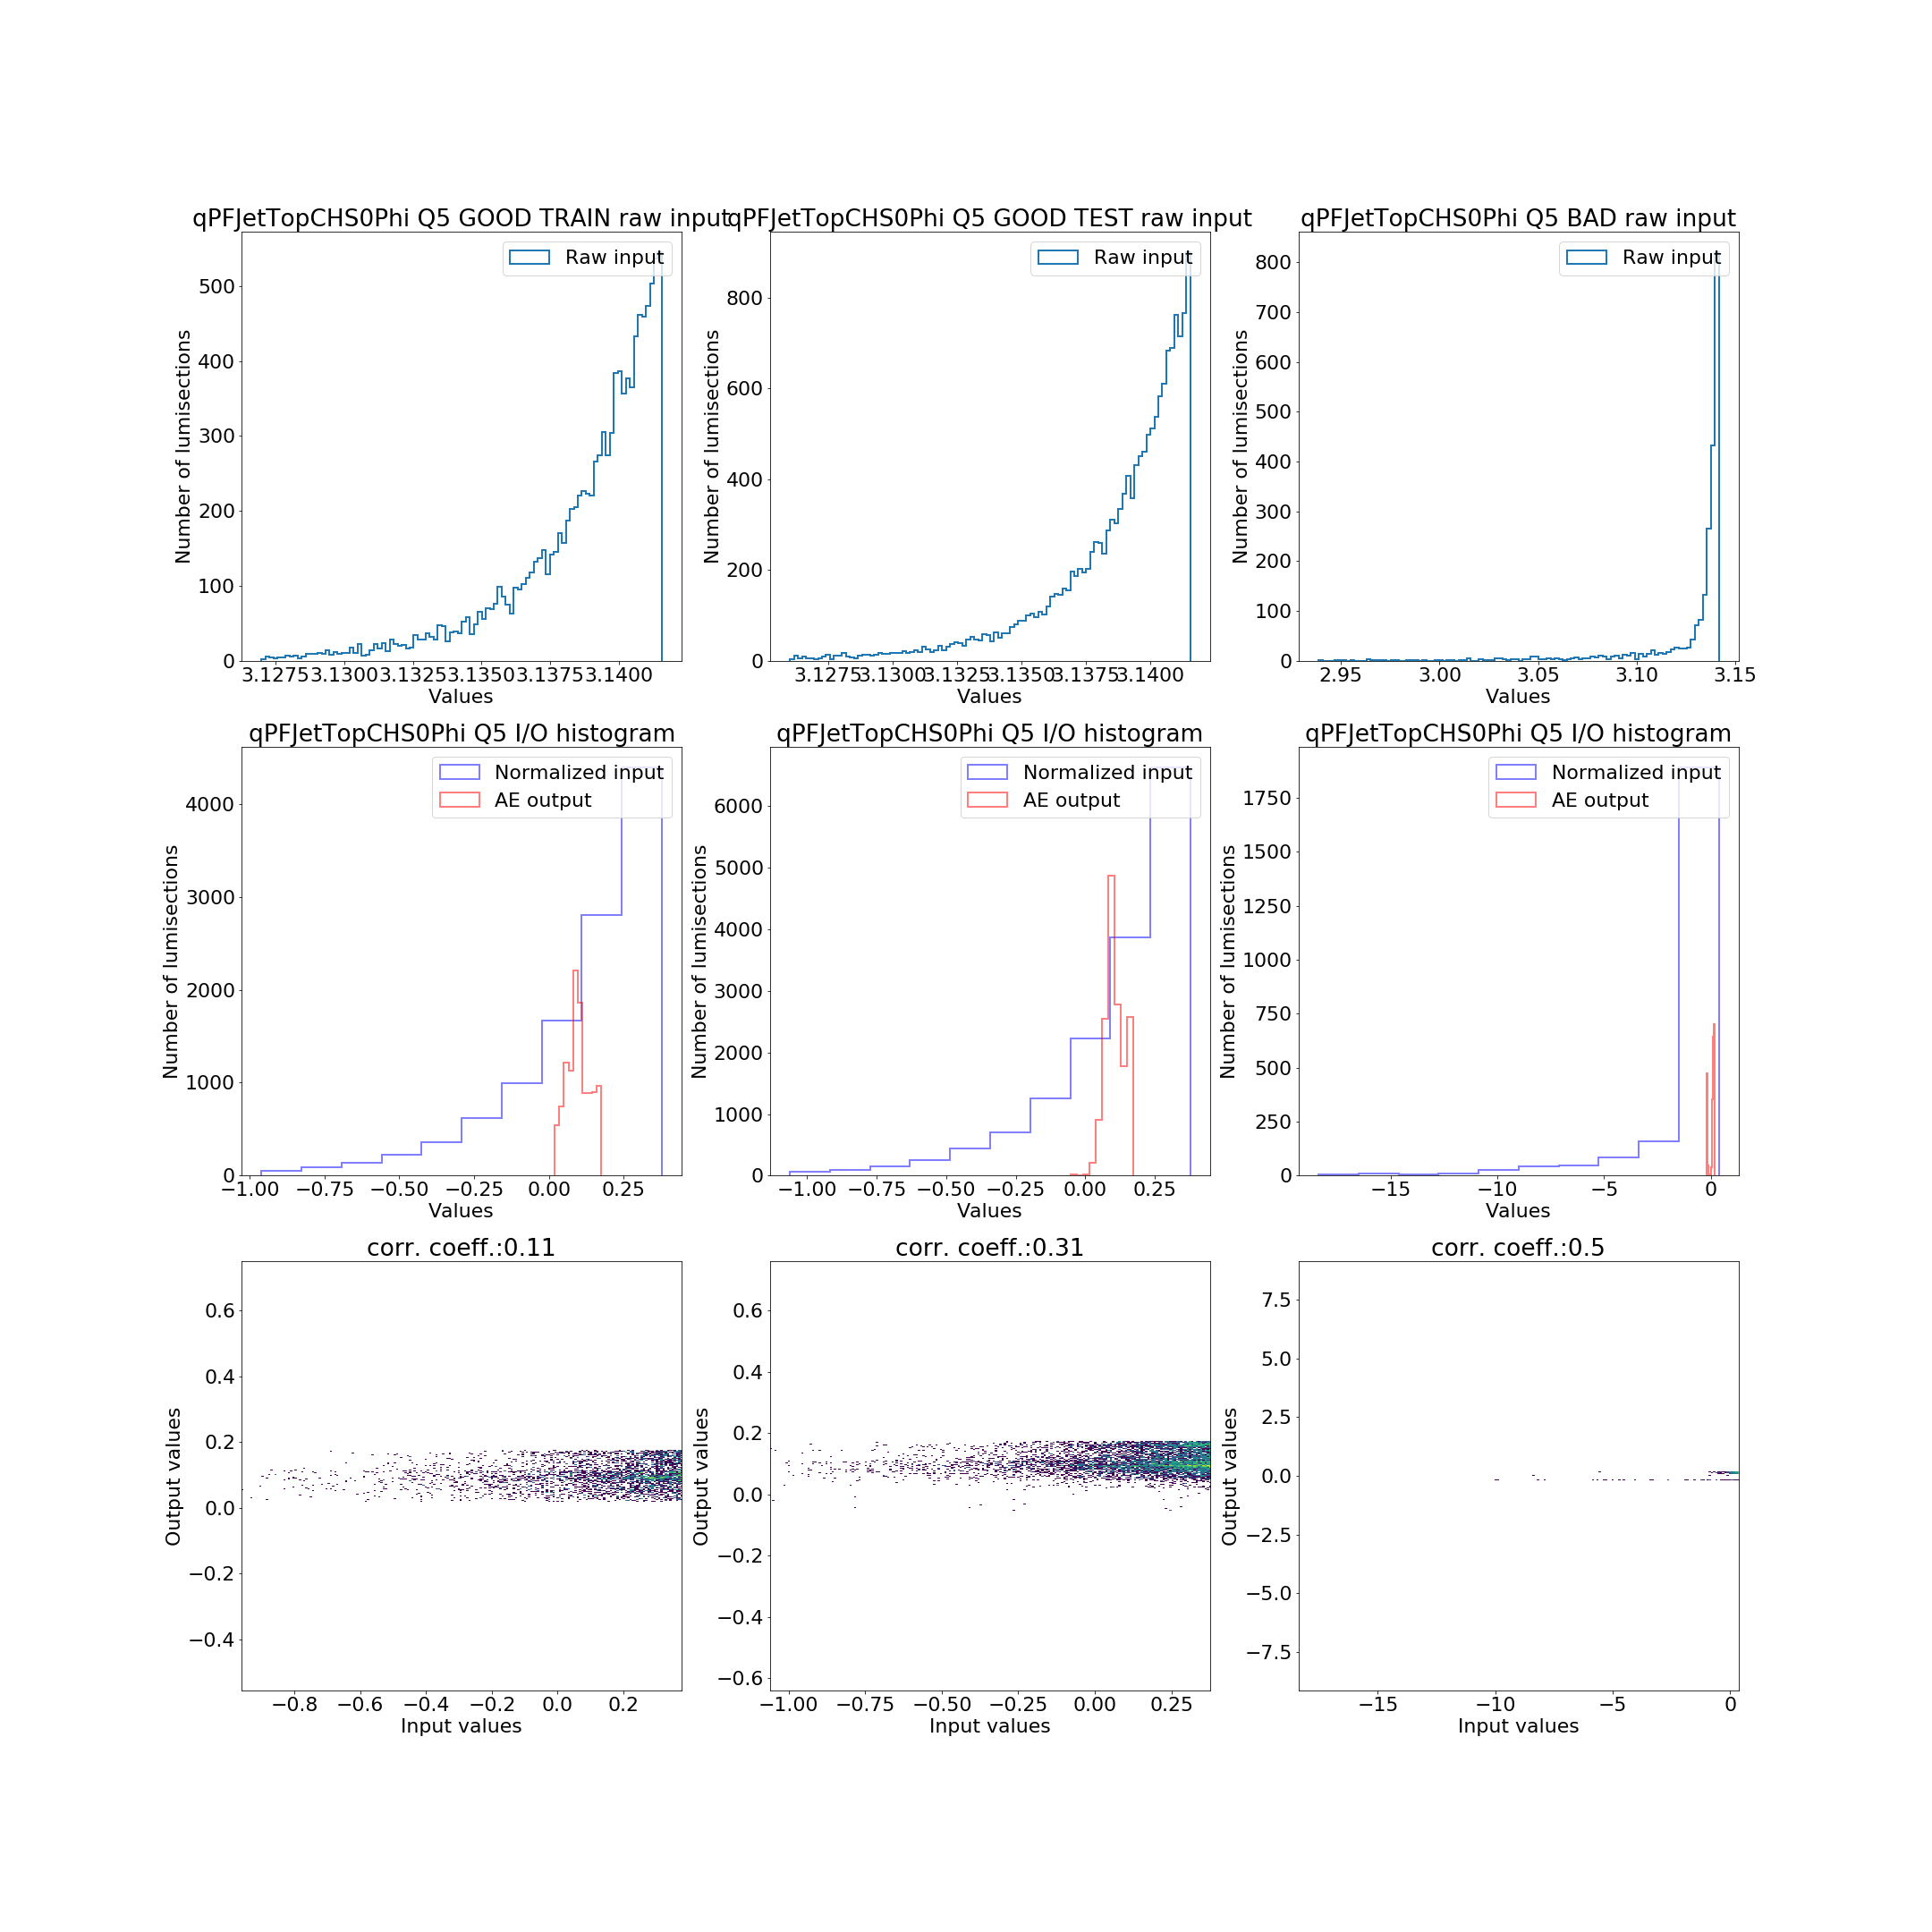 qPFJetTopCHS0Phi Q5 GOOD TRAIN raw input
Raw input
Number of lumisections
500
400
300
200
100
0
3.1275 3.1300 3.1325 3.1350 3.1375 3.1400
Values
qPFJetTopCHS0Phi Q5 GOOD TEST raw input
Raw input
Number of lumisections
800
600
400
200
0
3.1275 3.1300 3.1325 3.1350 3.1375 3.1400
Values
qPFJetTopCHS0Phi Q5 BAD raw input
Raw input
Number of lumisections
800
700
600
500
400
300
200
100
0
2.95 3.00 3.05 3.10 3.15
Values
qPFJetTopCHS0Phi Q5 I/O histogram
Normalized input
AE output
Number of lumisections
4000
3000
2000
1000
0
−1.00 −0.75 −0.50 −0.25 0.00 0.25
Values
qPFJetTopCHS0Phi Q5 I/O histogram
Normalized input
AE output
Number of lumisections
6000
5000
4000
3000
2000
1000
0
−1.00 −0.75 −0.50 −0.25 0.00 0.25
Values
qPFJetTopCHS0Phi Q5 I/O histogram
Normalized input
AE output
Number of lumisections
1750
1500
1250
1000
750
500
250
0
−15 −10 −5 0
Values
corr. coeff.:0.11
Output values
0.6
0.4
0.2
0.0
−0.2
−0.4
−0.8 −0.6 −0.4 −0.2 0.0 0.2
Input values
corr. coeff.:0.31
Output values
0.6
0.4
0.2
0.0
−0.2
−0.4
−0.6
−1.00 −0.75 −0.50 −0.25 0.00 0.25
Input values
corr. coeff.:0.5
Output values
7.5
5.0
2.5
0.0
−2.5
−5.0
−7.5
−15 −10 −5 0
Input values